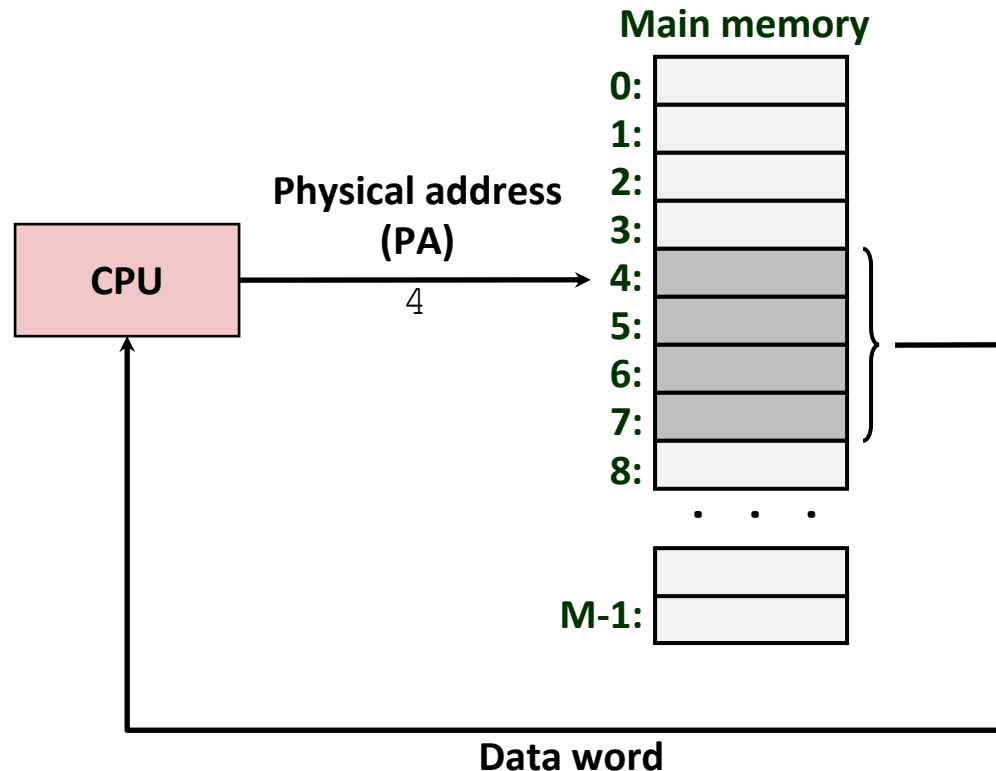 Main memory
0:
1:
2:
Physical address
(PA)
3:
CPU
4
4:
5:
6:
7:
8:
. . .
M-1:
Data word